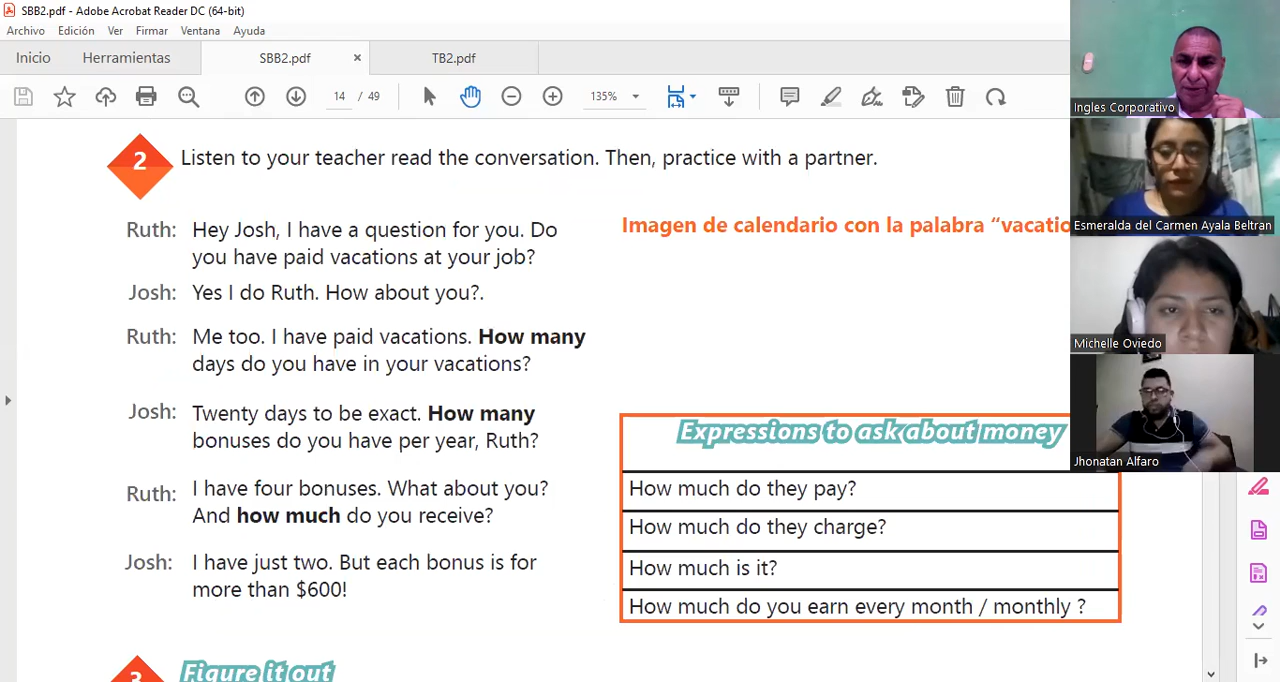 SBB2.pdf - Adobe Acrobat Reader DC (64-bit)
Archivo Edición Ver Firmar Ventana Ayuda
Inicio Herramientas SBB2.pdf × TB2.pdf
14 / 49 135%
2 Listen to your teacher read the conversation. Then, practice with a partner.
Ruth: Hey Josh, I have a question for you. Do
you have paid vacations at your job?
Josh: Yes I do Ruth. How about you?.
Ruth: Me too. I have paid vacations. How many
days do you have in your vacations?
Josh: Twenty days to be exact. How many
bonuses do you have per year, Ruth?
Ruth: I have four bonuses. What about you?
And how much do you receive?
Josh: I have just two. But each bonus is for
more than $600!
Imagen de calendario con la palabra “vacatio
Expressions to ask about money
How much do they pay?
How much do they charge?
How much is it?
How much do you earn every month / monthly ?
3 Figure it out
Ingles Corporativo
Esmeralda del Carmen Ayala Beltran
Michelle Oviedo
Jhonatan Alfaro